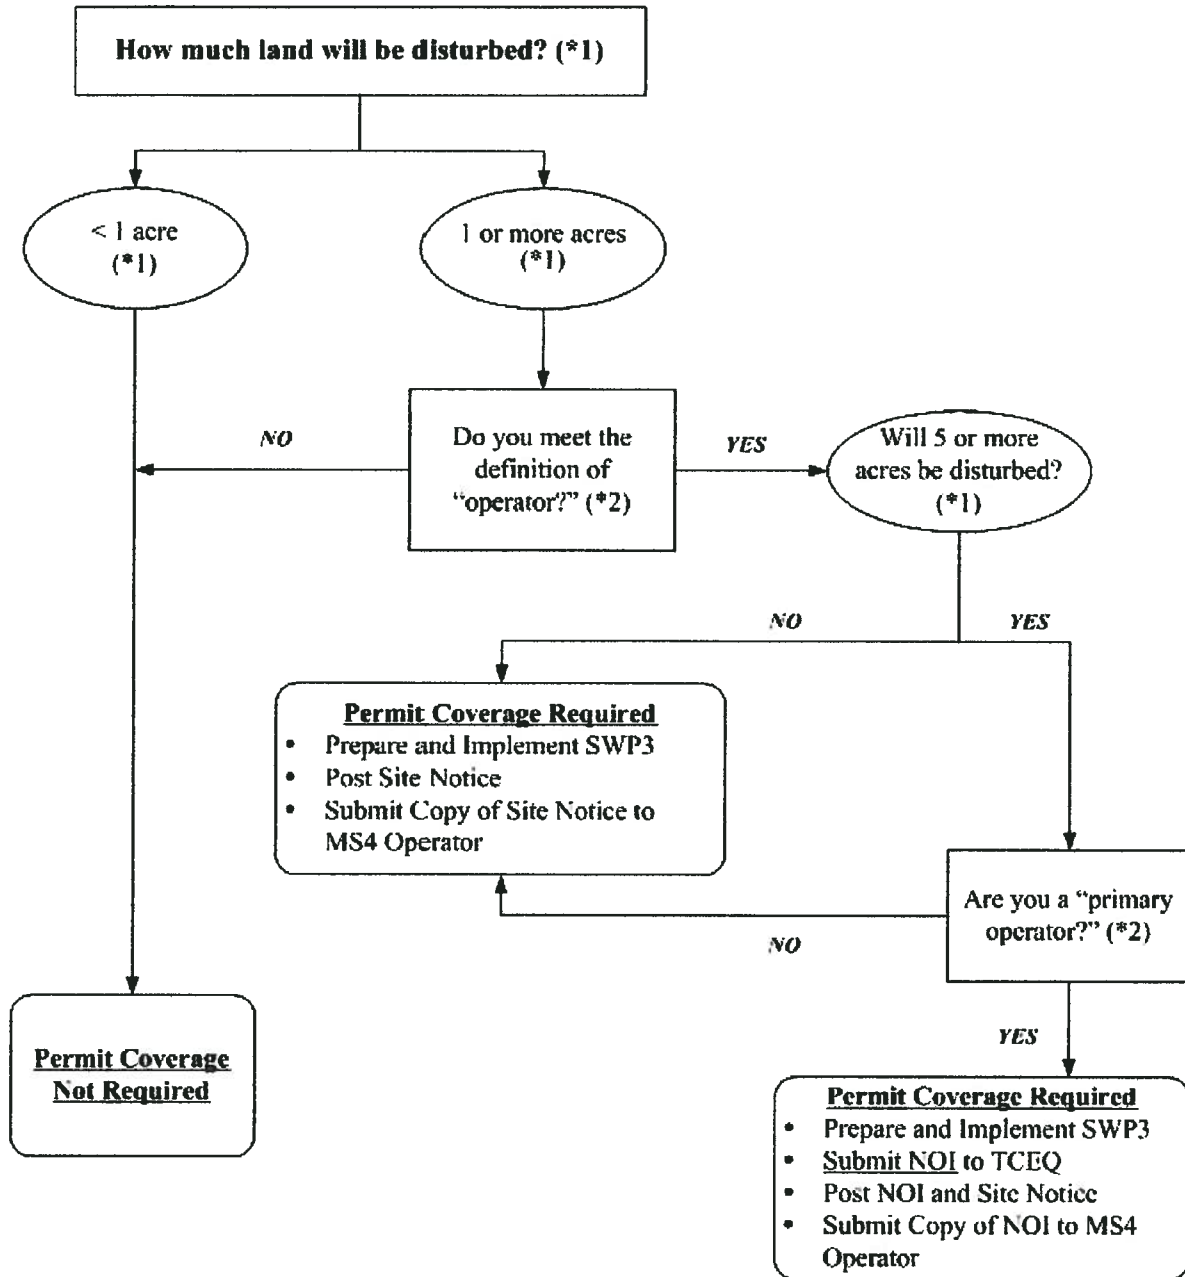 How much land will be disturbed? (*1)
< 1 acre
(*1)
1 or more acres
(*1)
NO
Do you meet the
definition of
“operator?” (*2)
YES
Will 5 or more
acres be disturbed?
(*1)
NO
YES
Permit Coverage Required
• Prepare and Implement SWP3
• Post Site Notice
• Submit Copy of Site Notice to
MS4 Operator
Are you a “primary
operator?” (*2)
NO
YES
Permit Coverage
Not Required
Permit Coverage Required
• Prepare and Implement SWP3
• Submit NOI to TCEQ
• Post NOI and Site Notice
• Submit Copy of NOI to MS4
Operator